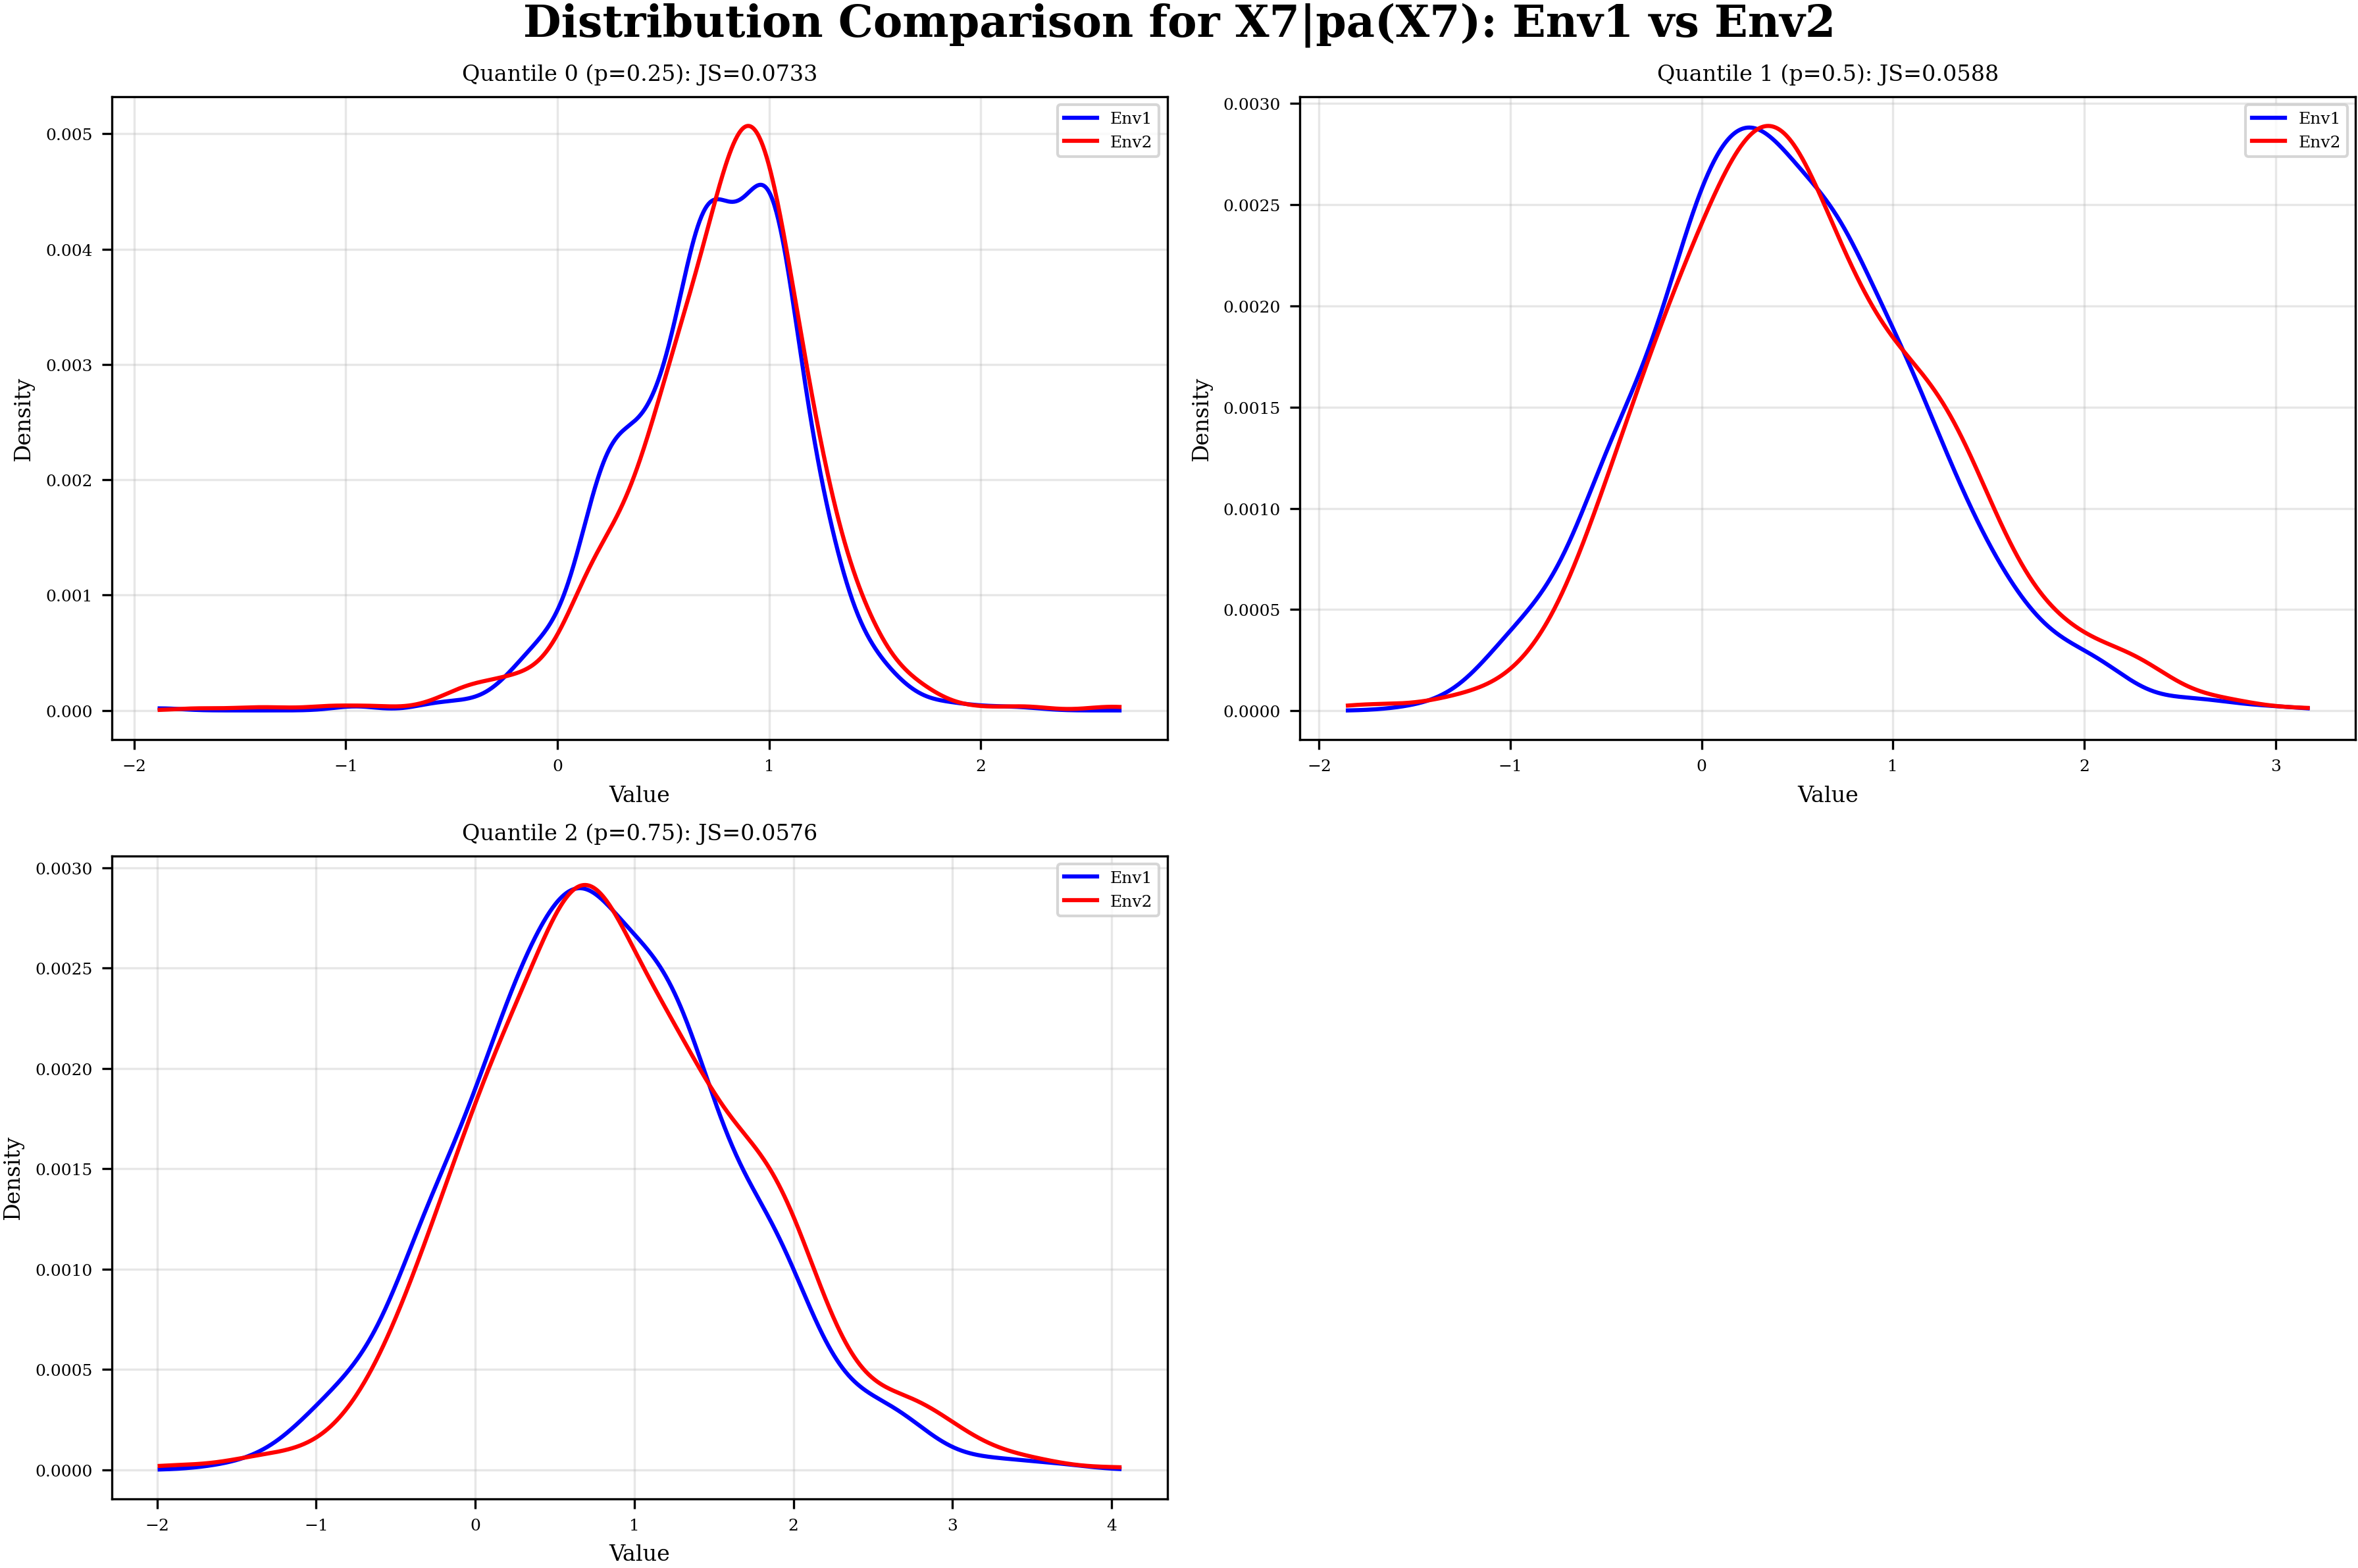 Distribution Comparison for X7|pa(X7): Env1 vs Env2
Quantile 0 (p=0.25): JS=0.0733
Env1
Env2
0.005
0.004
0.003
0.002
0.001
0.000
Density
−2
−1
0
1
2
Value
Quantile 1 (p=0.5): JS=0.0588
Env1
Env2
0.0030
0.0025
0.0020
0.0015
0.0010
0.0005
0.0000
Density
−2
−1
0
1
2
3
Value
Quantile 2 (p=0.75): JS=0.0576
Env1
Env2
0.0030
0.0025
0.0020
0.0015
0.0010
0.0005
0.0000
Density
−2
−1
0
1
2
3
4
Value